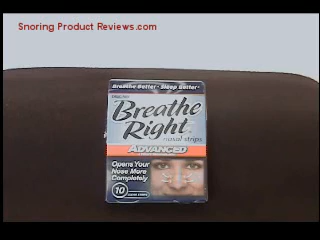 Snoring Product Reviews.com
Breathe Better · Sleep Better
Breathe
Right
nasal strips
ADVANCED
Opens Your
Nose More
Completely
10